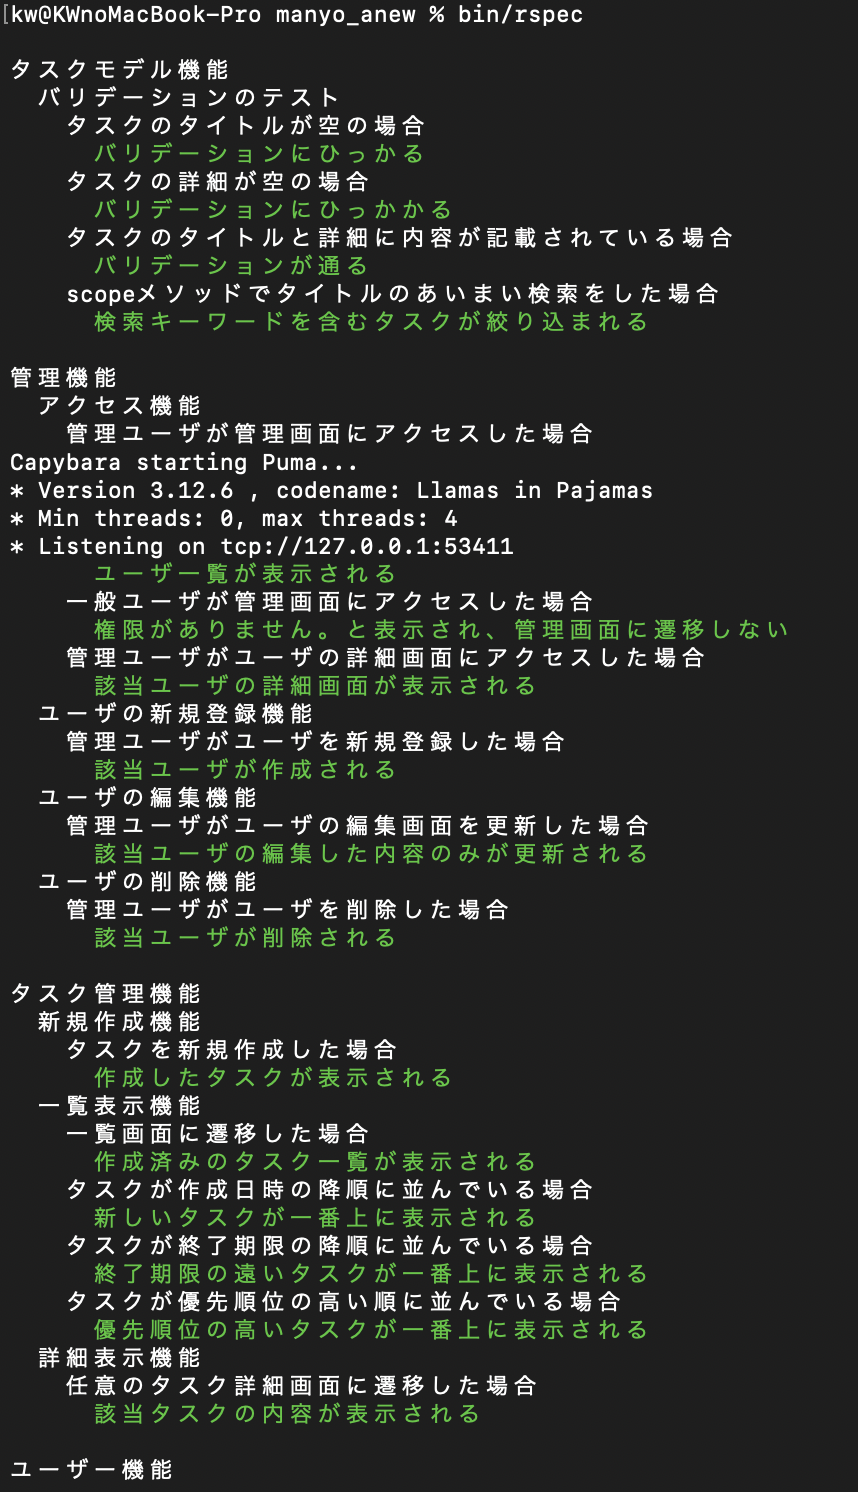 [kw@KWnoMacBook-Pro manyo_anew % bin/rspec
タスクモデル機能
バリデーションのテスト
タスクのタイトルが空の場合
バリデーションにひっかる
タスクの詳細が空の場合
バリデーションにひっかかる
タスクのタイトルと詳細に内容が記載されている場合
バリデーションが通る
scopeメソッドでタイトルのあいまい検索をした場合
検索キーワードを含むタスクが絞り込まれる
管理機能
アクセス機能
管理ユーザが管理画面にアクセスした場合
Capybara starting Puma...
* Version 3.12.6 , codename: Llamas in Pajamas
* Min threads: 0, max threads: 4
* Listening on tcp://127.0.0.1:53411
ユーザ一覧が表示される
一般ユーザが管理画面にアクセスした場合
権限がありません。と表示され、管理画面に遷移しない
管理ユーザがユーザの詳細画面にアクセスした場合
該当ユーザの詳細画面が表示される
ユーザの新規登録機能
管理ユーザがユーザを新規登録した場合
該当ユーザが作成される
ユーザの編集機能
管理ユーザがユーザの編集画面を更新した場合
該当ユーザの編集した内容のみが更新される
ユーザの削除機能
管理ユーザがユーザを削除した場合
該当ユーザが削除される
タスク管理機能
新規作成機能
タスクを新規作成した場合
作成したタスクが表示される
一覧表示機能
一覧画面に遷移した場合
作成済みのタスク一覧が表示される
タスクが作成日時の降順に並んでいる場合
新しいタスクが一番上に表示される
タスクが終了期限の降順に並んでいる場合
終了期限の遠いタスクが一番上に表示される
タスクが優先順位の高い順に並んでいる場合
優先順位の高いタスクが一番上に表示される
詳細表示機能
任意のタスク詳細画面に遷移した場合
該当タスクの内容が表示される
ユーザー機能